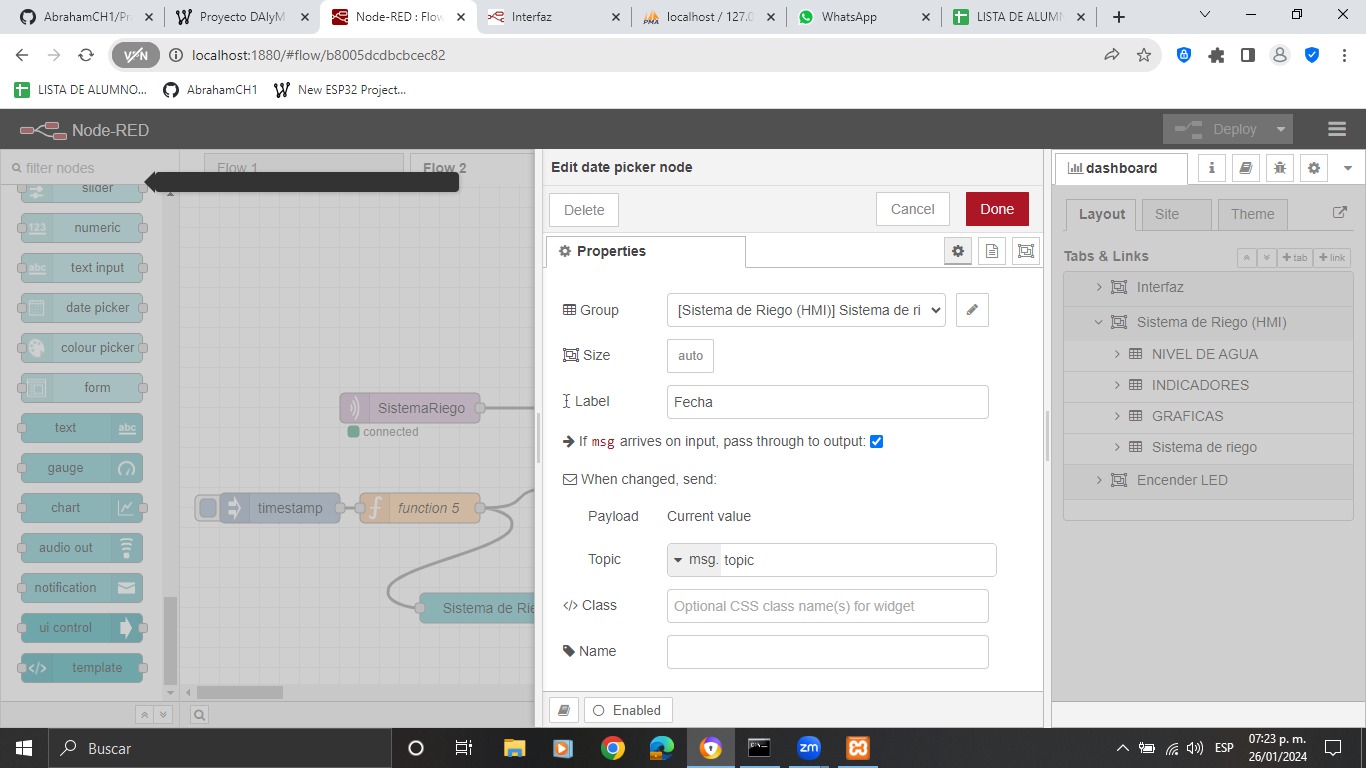 AbrahamCH1/Pr
Proyecto DAlyM
Node-RED : Flow
Interfaz
localhost / 127.0
WhatsApp
LISTA DE ALUMN
VPN
localhost:1880/#flow/b8005dcdbcbcec82
LISTA DE ALUMNO...
AbrahamCH1
New ESP32 Project...
Node-RED
Deploy
filter nodes
Flow 1
Flow 2
slider
numeric
text input
date picker
colour picker
form
text
gauge
chart
audio out
notification
ui control
template
SistemaRiego
connected
timestamp
function 5
Sistema de Rie
Edit date picker node
Delete
Cancel
Done
Properties
Group
[Sistema de Riego (HMI)] Sistema de ri
Size
auto
Label
Fecha
If msg arrives on input, pass through to output:
When changed, send:
Payload
Current value
Topic
msg. topic
Class
Optional CSS class name(s) for widget
Name
Enabled
dashboard
Layout
Site
Theme
Tabs & Links
+ tab
+ link
Interfaz
Sistema de Riego (HMI)
NIVEL DE AGUA
INDICADORES
GRAFICAS
Sistema de riego
Encender LED
Buscar
zm
ESP
07:23 p. m.
26/01/2024